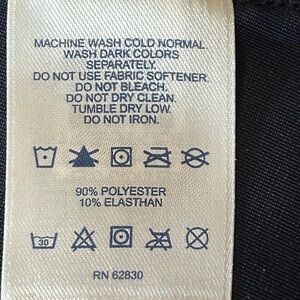 MACHINE WASH COLD NORMAL.
WASH DARK COLORS
SEPARATELY.
DO NOT USE FABRIC SOFTENER.
DO NOT BLEACH.
DO NOT DRY CLEAN.
TUMBLE DRY LOW.
DO NOT IRON.
90% POLYESTER
10% ELASTHAN
30
RN 62830